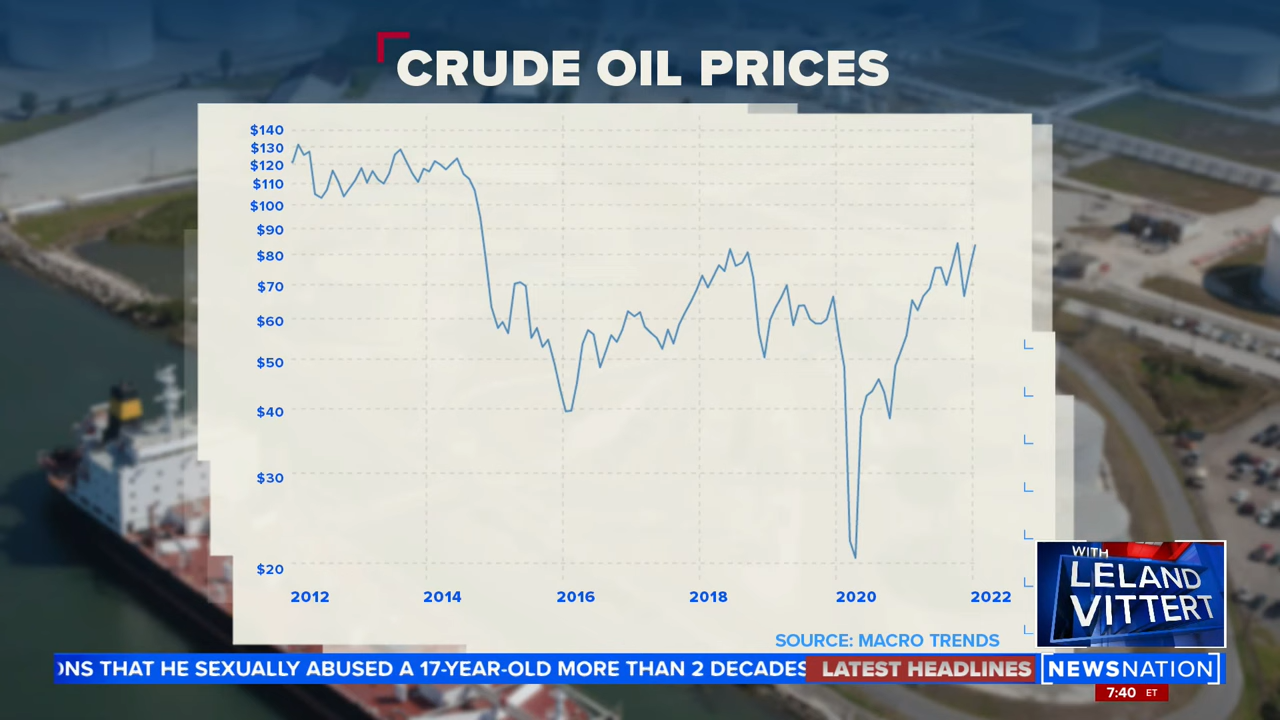 CRUDE OIL PRICES
$140
$130
$120
$110
$100
$90
$80
$70
$60
$50
$40
$30
$20
2012 2014 2016 2018 2020 2022
SOURCE: MACRO TRENDS
WITH
LELAND
VITTERT
THAT HE SEXUALLY ABUSED A 17-YEAR-OLD MORE THAN 2 DECADES
LATEST HEADLINES
NEWSNATION
7:40 ET